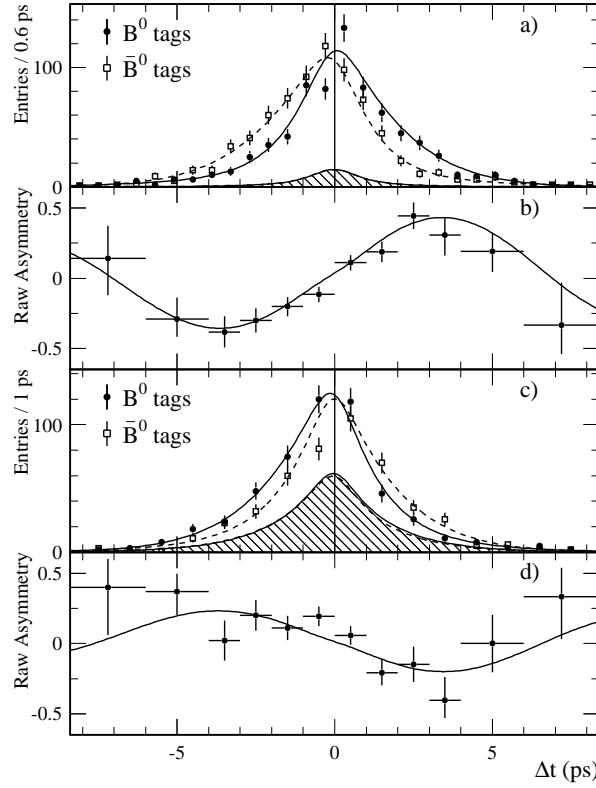 Entries / 0.6 ps
a)
B⁰ tags
B̄⁰ tags
100
0
Raw Asymmetry
b)
0.5
0
-0.5
Entries / 1 ps
c)
B⁰ tags
B̄⁰ tags
100
0
Raw Asymmetry
d)
0.5
0
-0.5
-5
0
5
Δt (ps)